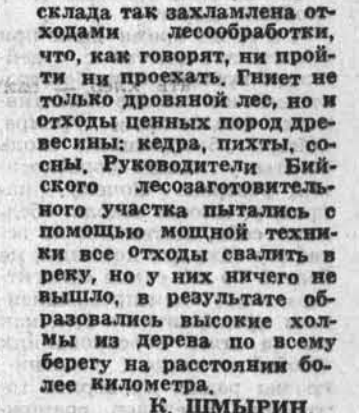 склада так захламлена от-
ходами лесообработки,
что, как говорят, ни прой-
ти ни проехать. Гниет не
только дровяной лес, но и
отходы ценных пород дре-
весины: кедра, пихты, со-
сны. Руководители Бий-
ского лесозаготовитель-
ного участка пытались с
помощью мощной техни-
ки все отходы свалить в
реку, но у них ничего не
вышло, в результате об-
разовались высокие хол-
мы из дерева по всему
берегу на расстоянии бо-
лее километра.
К. ШМЫРИН